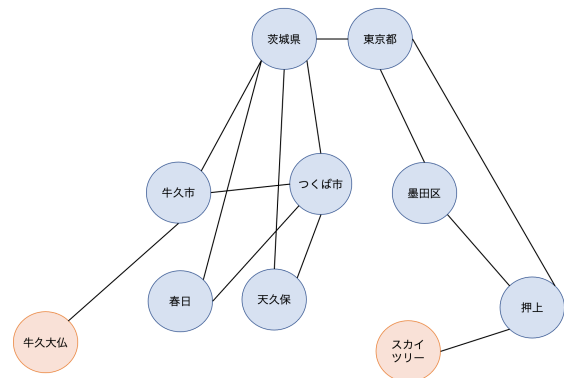 茨城県
東京都
牛久市
つくば市
墨田区
春日
天久保
押上
牛久大仏
スカイ
ツリー